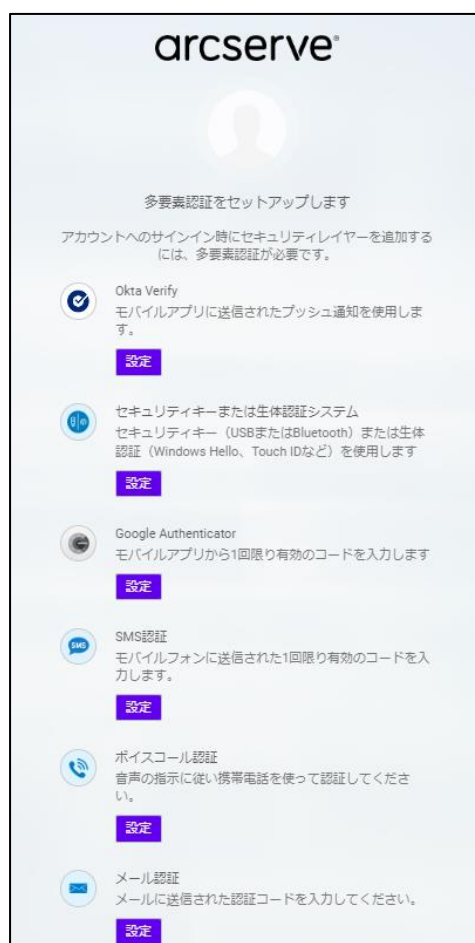 arcserve®
多要素認証をセットアップします
アカウントへのサインイン時にセキュリティレイヤーを追加する
には、多要素認証が必要です。
Okta Verify
モバイルアプリに送信されたプッシュ通知を使用しま
す。
設定
セキュリティキーまたは生体認証システム
セキュリティキー（USBまたはBluetooth）または生体
認証（Windows Hello、Touch IDなど）を使用します
設定
Google Authenticator
モバイルアプリから1回限り有効のコードを入力します
設定
SMS
SMS認証
モバイルフォンに送信された1回限り有効のコードを入
力します。
設定
ボイスコール認証
音声の指示に従い携帯電話を使って認証してくださ
い。
設定
メール認証
メールに送信された認証コードを入力してください。
設定